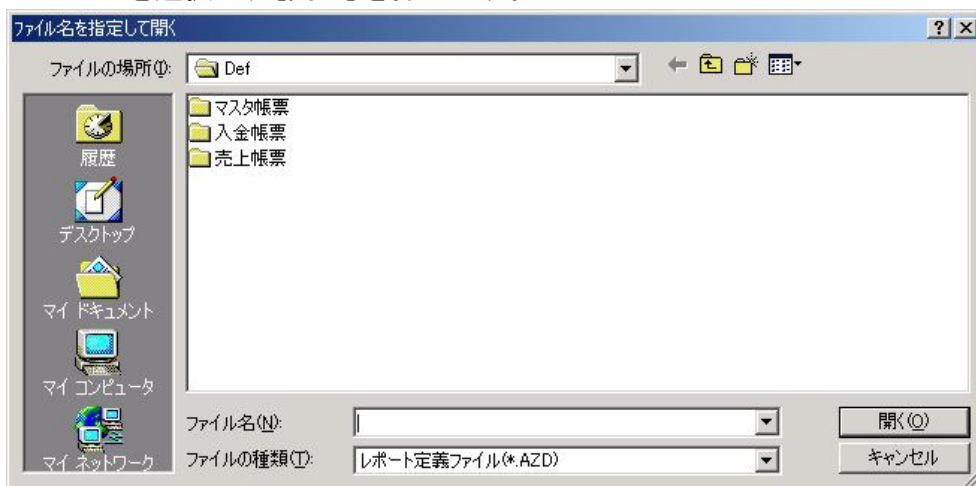 ファイル名を指定して開く
ファイルの場所(I):
Def
マスタ帳票
入金帳票
売上帳票
履歴
デスクトップ
マイ ドキュメント
マイ コンピュータ
マイ ネットワーク
ファイル名(N):
開く(O)
ファイルの種類(T):
レポート定義ファイル(*.AZD)
キャンセル